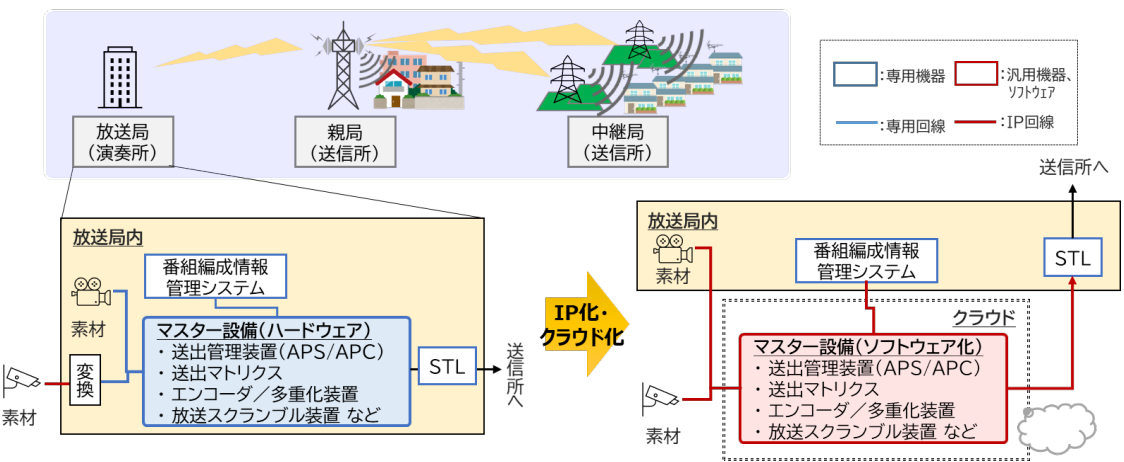 放送局
（演奏所）
親局
（送信所）
中継局
（送信所）
:専用機器
:汎用機器、
ｿﾌﾄｳｪｱ
:専用回線
:IP回線
放送局内
番組編成情報
管理システム
素材
マスター設備(ハードウェア)
・送出管理装置(APS/APC)
・送出マトリクス
・エンコーダ／多重化装置
・放送スクランブル装置 など
変換
素材
STL
送信所へ
IP化・
クラウド化
送信所へ
放送局内
素材
番組編成情報
管理システム
STL
クラウド
マスター設備(ソフトウェア化)
・送出管理装置(APS/APC)
・送出マトリクス
・エンコーダ／多重化装置
・放送スクランブル装置 など
素材